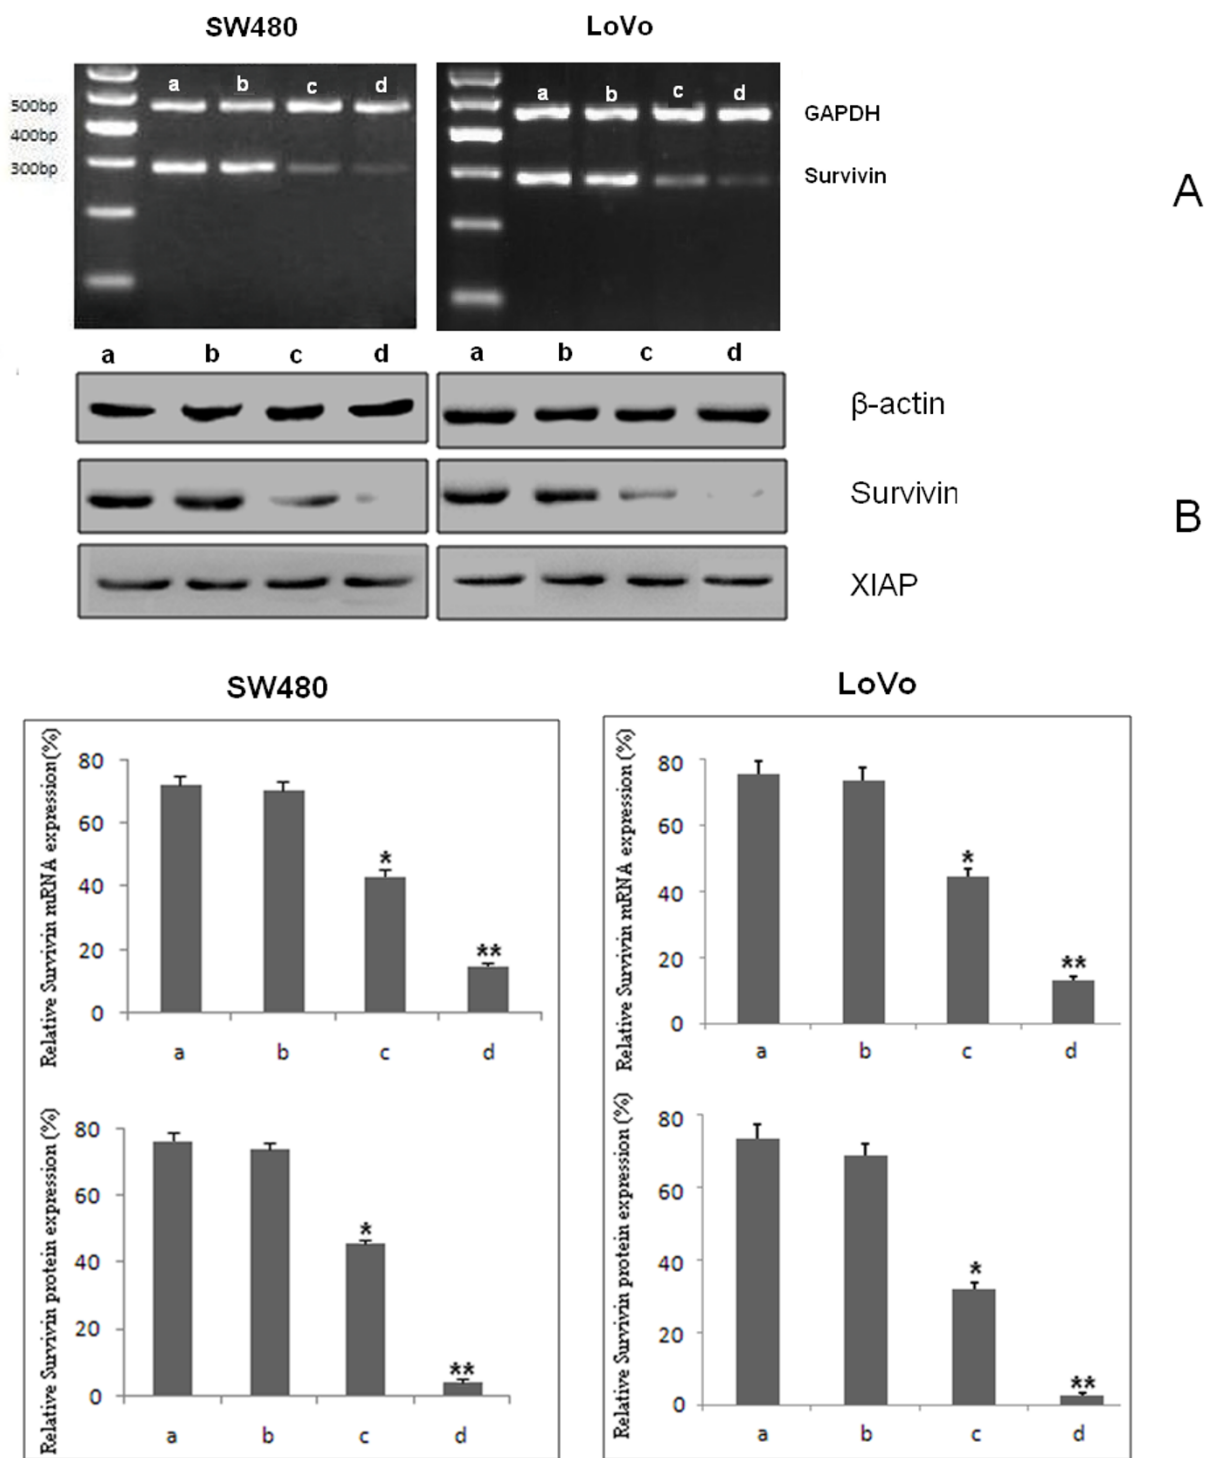 SW480 LoVo
a b c d a b c d
500bp
400bp
300bp
GAPDH
Survivin
A
a b c d a b c d
β-actin
Survivin
XIAP
B
SW480
Relative Survivin mRNA expression(%)
80
60
40
20
0
*
**
a b c d
Relative Survivin protein expression (%)
80
60
40
20
0
*
**
a b c d
LoVo
Relative Survivin mRNA expression (%)
80
60
40
20
0
*
**
a b c d
Relative Survivin protein expression (%)
80
60
40
20
0
*
**
a b c d